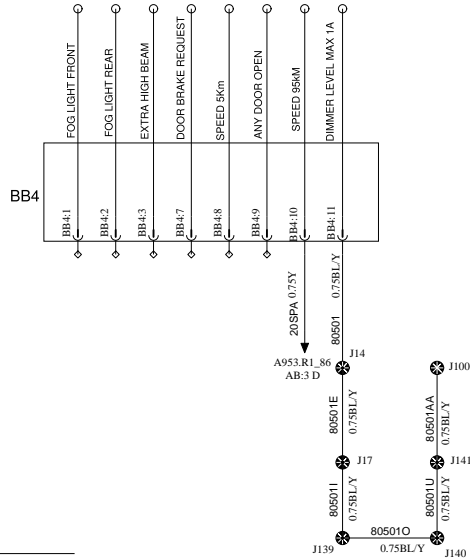 FOG LIGHT FRONT
FOG LIGHT REAR
EXTRA HIGH BEAM
DOOR BRAKE REQUEST
SPEED 5Km
ANY DOOR OPEN
SPEED 95kM
DIMMER LEVEL MAX 1A
BB4
BB4:1
BB4:2
BB4:3
BB4:7
BB4:8
BB4:9
BB4:10
BB4:11
20SPA 0.75Y
80501
0.75BL/Y
A953.R1_86
AB:3 D
J14
J100
80501E
0.75BL/Y
80501AA
0.75BL/Y
J17
J141
80501I
0.75BL/Y
80501U
0.75BL/Y
80501O
0.75BL/Y
J139
J140